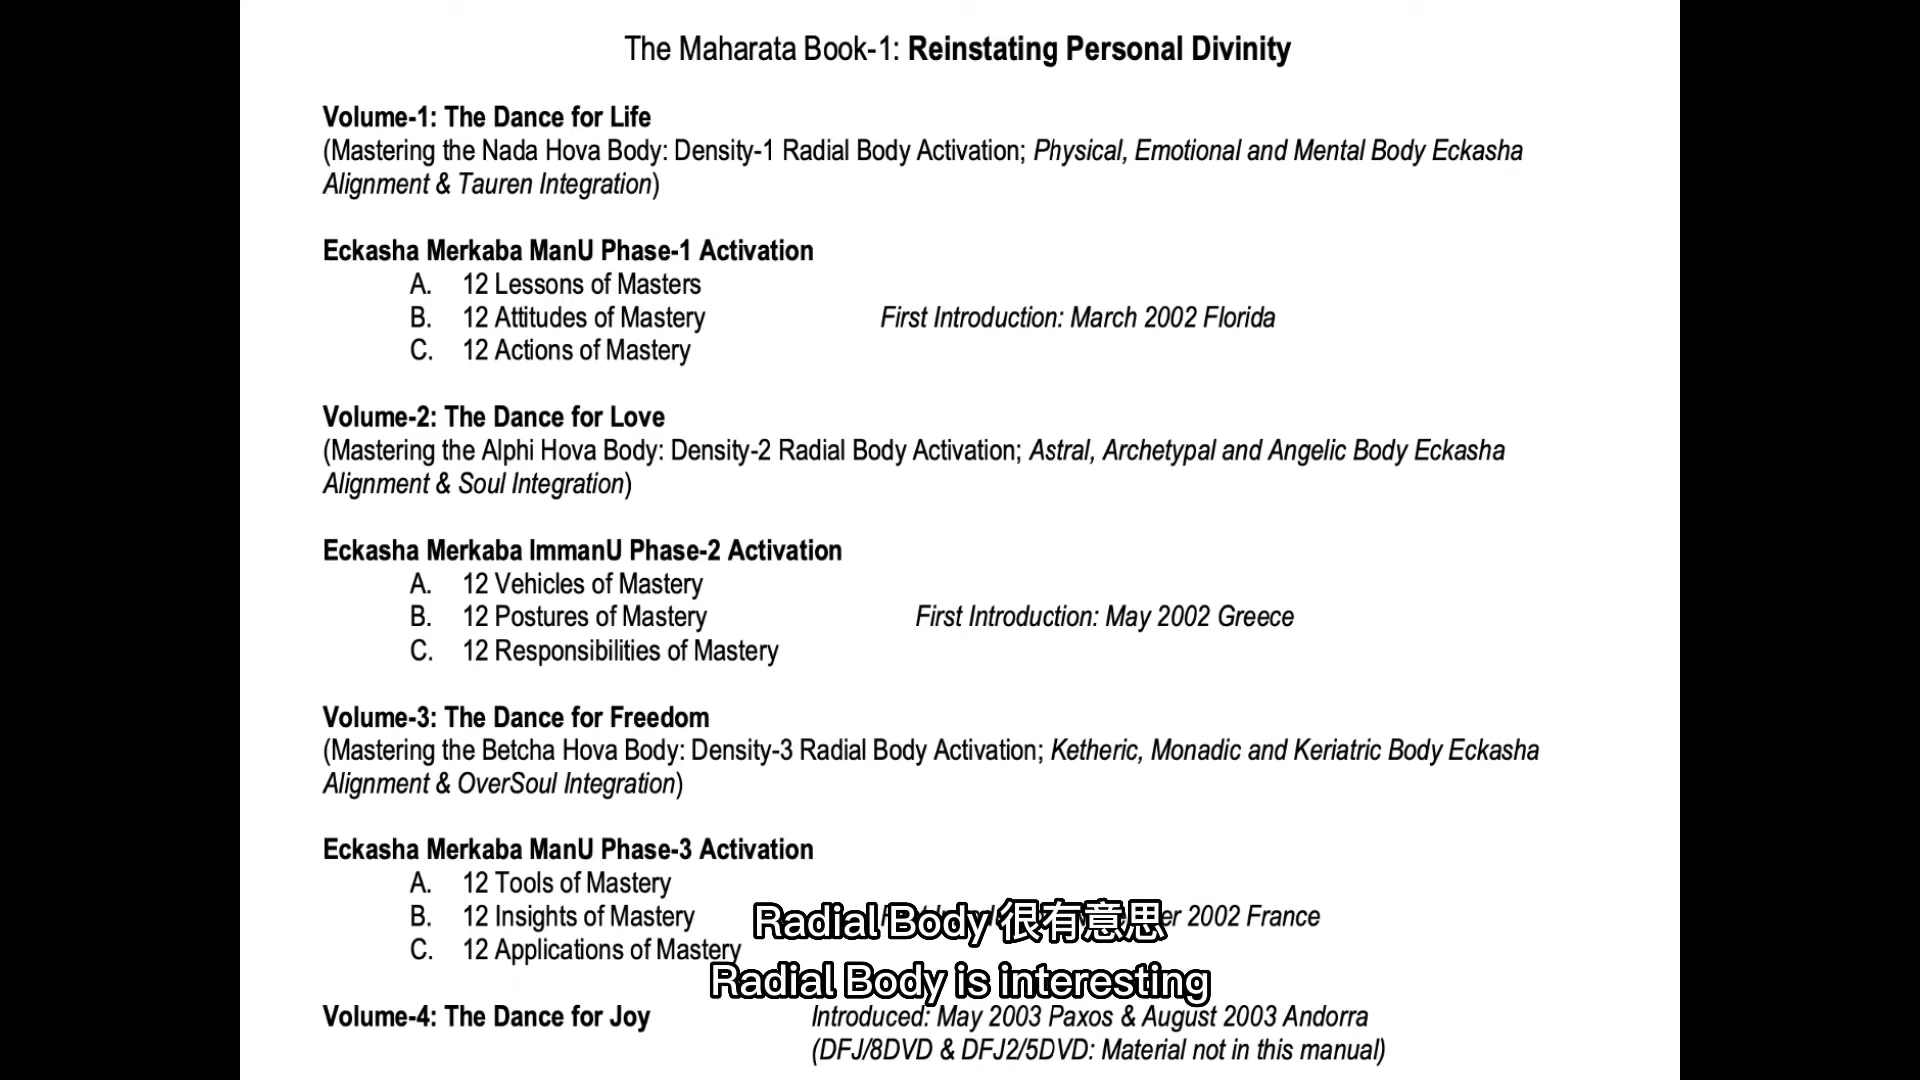 The Maharata Book-1: Reinstating Personal Divinity
Volume-1: The Dance for Life
(Mastering the Nada Hova Body: Density-1 Radial Body Activation; Physical, Emotional and Mental Body Eckasha
Alignment & Tauren Integration)
Eckasha Merkaba ManU Phase-1 Activation
A. 12 Lessons of Masters
B. 12 Attitudes of Mastery First Introduction: March 2002 Florida
C. 12 Actions of Mastery
Volume-2: The Dance for Love
(Mastering the Alphi Hova Body: Density-2 Radial Body Activation; Astral, Archetypal and Angelic Body Eckasha
Alignment & Soul Integration)
Eckasha Merkaba ImmanU Phase-2 Activation
A. 12 Vehicles of Mastery
B. 12 Postures of Mastery First Introduction: May 2002 Greece
C. 12 Responsibilities of Mastery
Volume-3: The Dance for Freedom
(Mastering the Betcha Hova Body: Density-3 Radial Body Activation; Ketheric, Monadic and Keriatric Body Eckasha
Alignment & OverSoul Integration)
Eckasha Merkaba ManU Phase-3 Activation
A. 12 Tools of Mastery
B. 12 Insights of Mastery 2002 France
C. 12 Applications of Mastery
Radial Body 很有意思
Radial Body is interesting
Volume-4: The Dance for Joy Introduced: May 2003 Paxos & August 2003 Andorra
(DFJ/8DVD & DFJ2/5DVD: Material not in this manual)